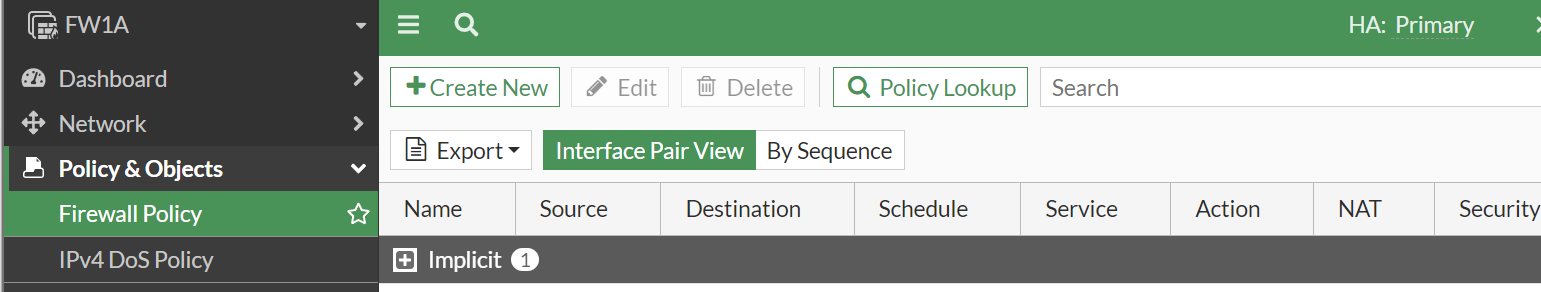 FW1A
HA: Primary
Dashboard
Network
Policy & Objects
Firewall Policy
IPv4 DoS Policy
Create New Edit Delete Policy Lookup Search
Export Interface Pair View By Sequence
Name Source Destination Schedule Service Action NAT Security
Implicit 1